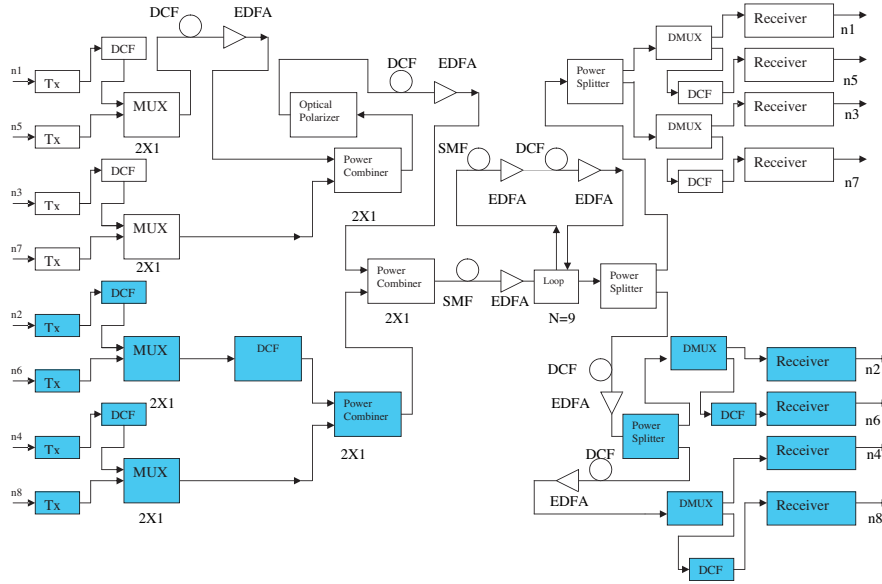 DCF
EDFA
n1
Tx
DCF
MUX
n5
Tx
2X1
Optical
Polarizer
DCF
EDFA
n3
Tx
DCF
MUX
n7
Tx
2X1
Power
Combiner
2X1
SMF
DCF
EDFA
EDFA
Power
Combiner
2X1
SMF
EDFA
Loop
N=9
Power
Splitter
Power
Splitter
DMUX
Receiver
n1
DCF
Receiver
n5
DMUX
Receiver
n3
DCF
Receiver
n7
n2
Tx
DCF
MUX
n6
Tx
2X1
DCF
Power
Combiner
2X1
n4
Tx
DCF
MUX
n8
Tx
2X1
DCF
EDFA
Power
Splitter
DCF
EDFA
DMUX
Receiver
n2
DCF
Receiver
n6
DMUX
Receiver
n4
DCF
Receiver
n8